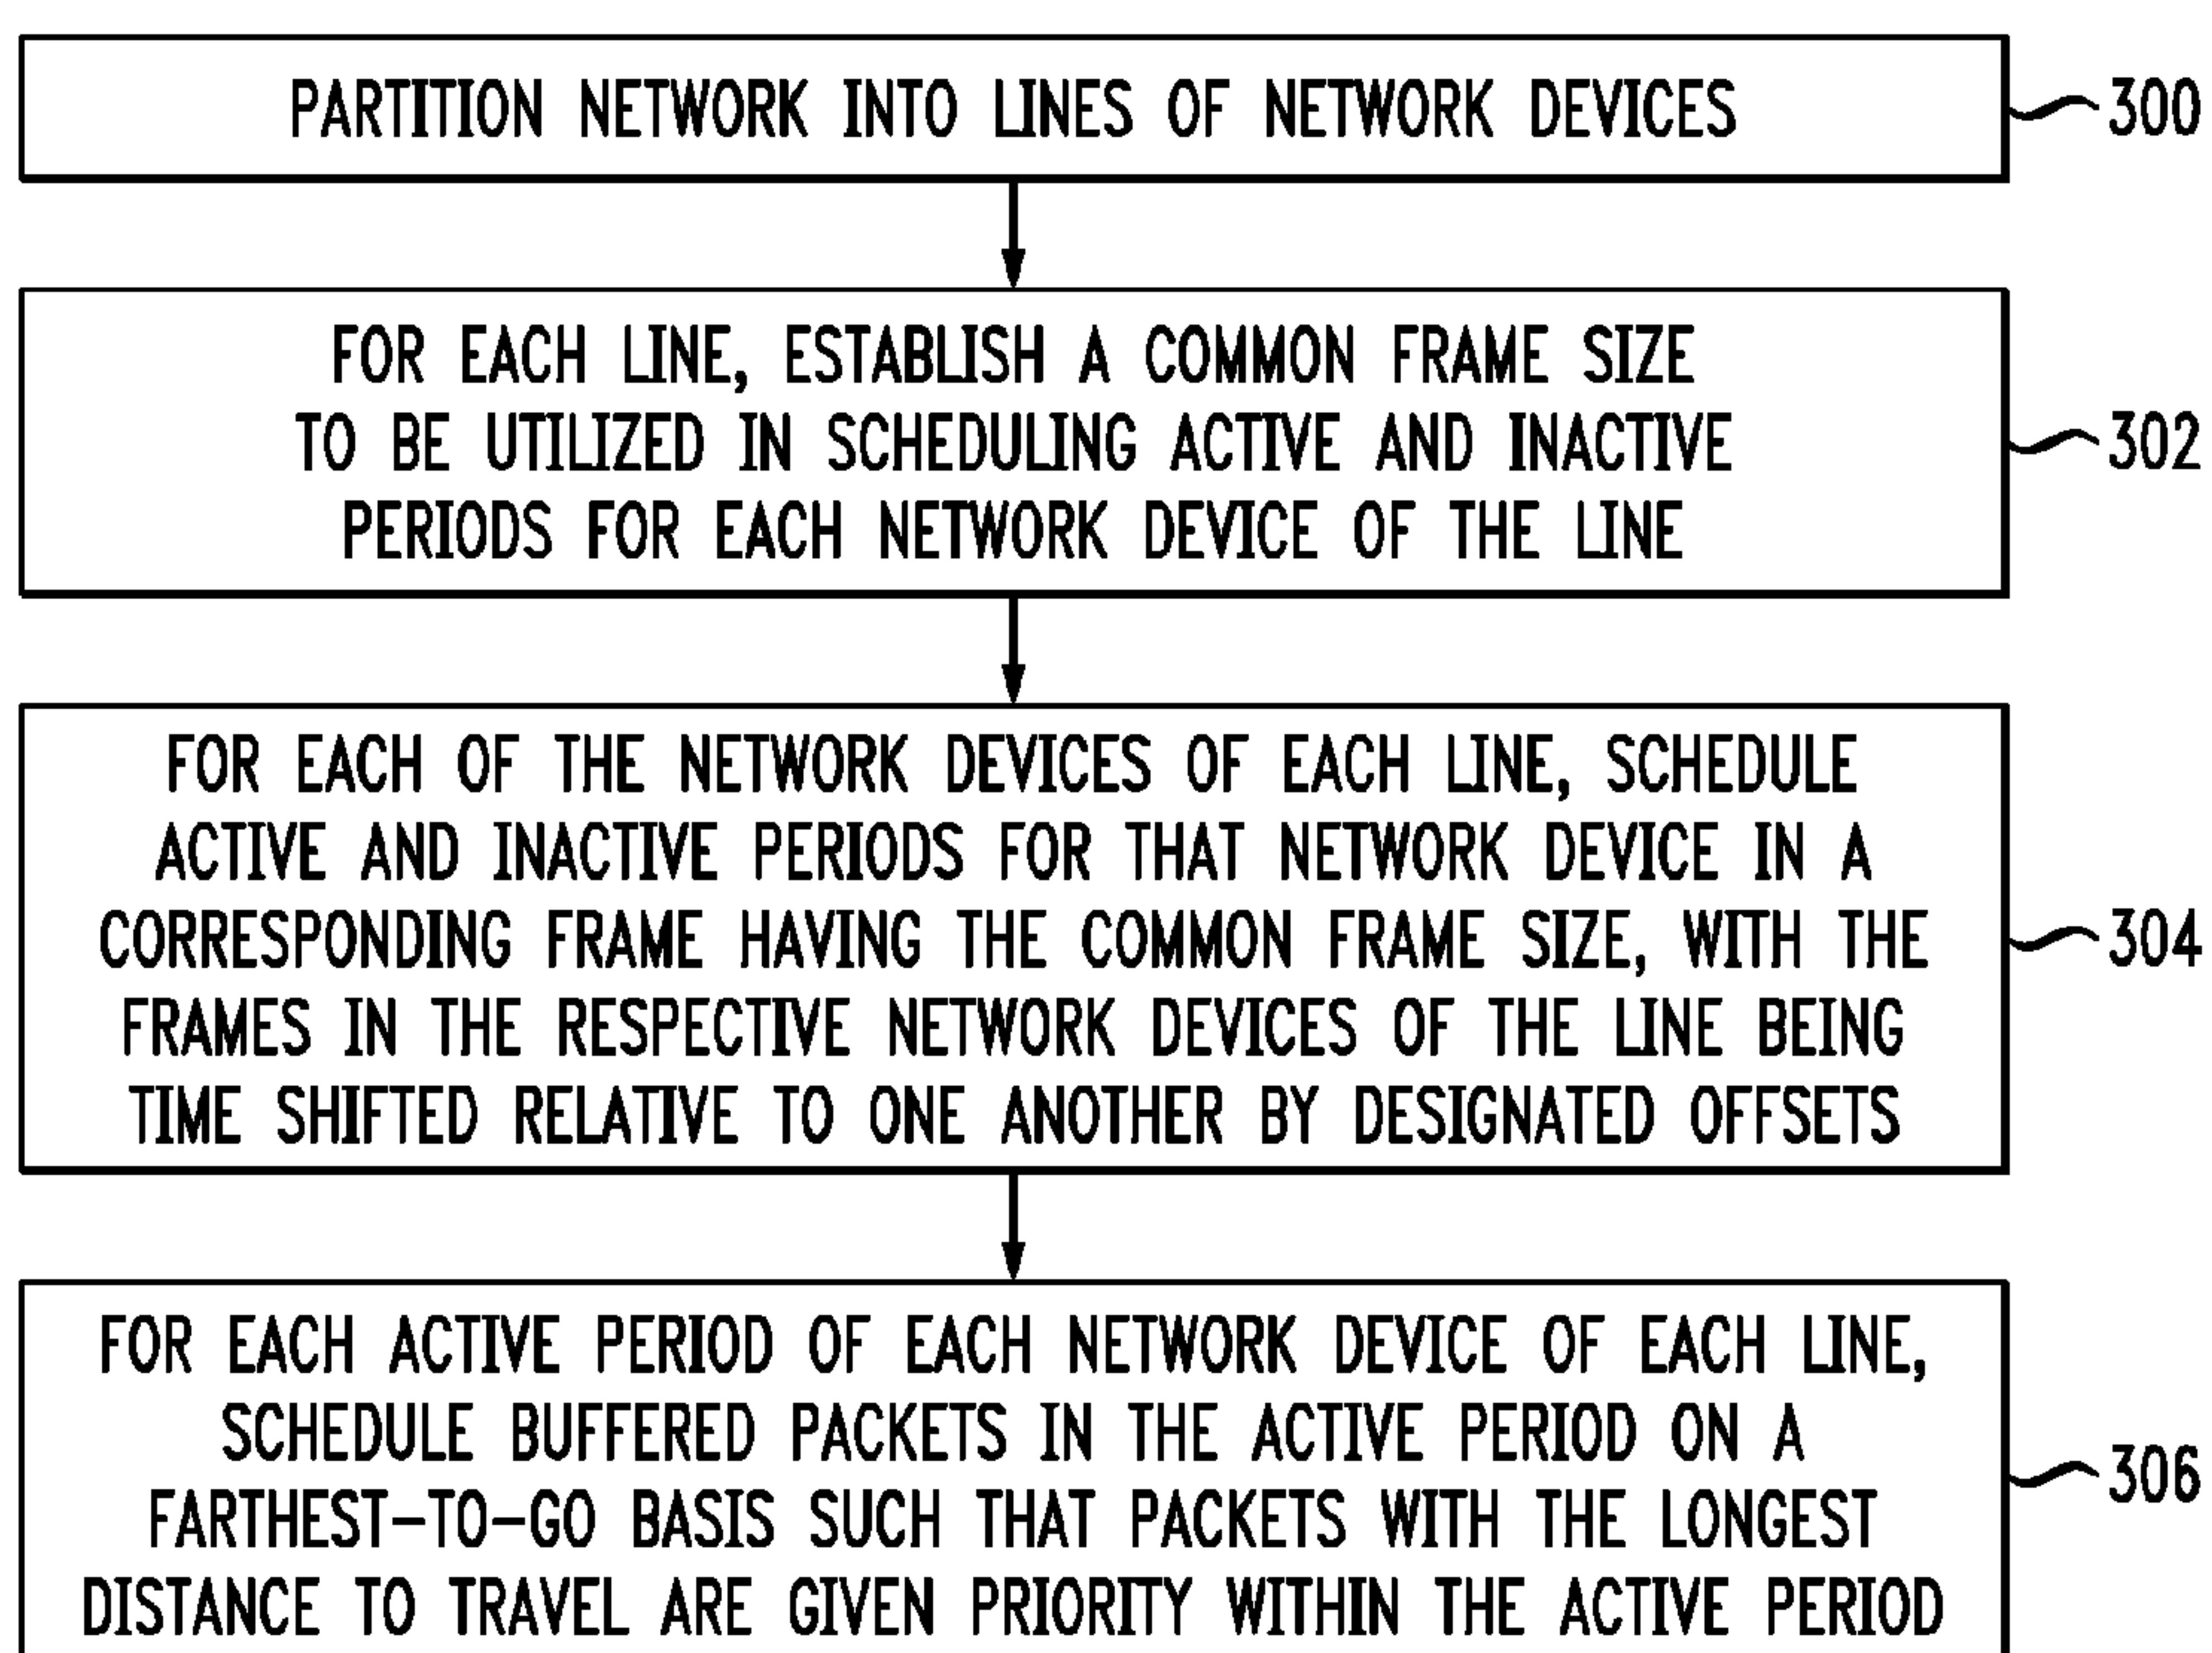 PARTITION NETWORK INTO LINES OF NETWORK DEVICES
300
FOR EACH LINE, ESTABLISH A COMMON FRAME SIZE
TO BE UTILIZED IN SCHEDULING ACTIVE AND INACTIVE
PERIODS FOR EACH NETWORK DEVICE OF THE LINE
302
FOR EACH OF THE NETWORK DEVICES OF EACH LINE, SCHEDULE
ACTIVE AND INACTIVE PERIODS FOR THAT NETWORK DEVICE IN A
CORRESPONDING FRAME HAVING THE COMMON FRAME SIZE, WITH THE
FRAMES IN THE RESPECTIVE NETWORK DEVICES OF THE LINE BEING
TIME SHIFTED RELATIVE TO ONE ANOTHER BY DESIGNATED OFFSETS
304
FOR EACH ACTIVE PERIOD OF EACH NETWORK DEVICE OF EACH LINE,
SCHEDULE BUFFERED PACKETS IN THE ACTIVE PERIOD ON A
FARTHEST-TO-GO BASIS SUCH THAT PACKETS WITH THE LONGEST
DISTANCE TO TRAVEL ARE GIVEN PRIORITY WITHIN THE ACTIVE PERIOD
306